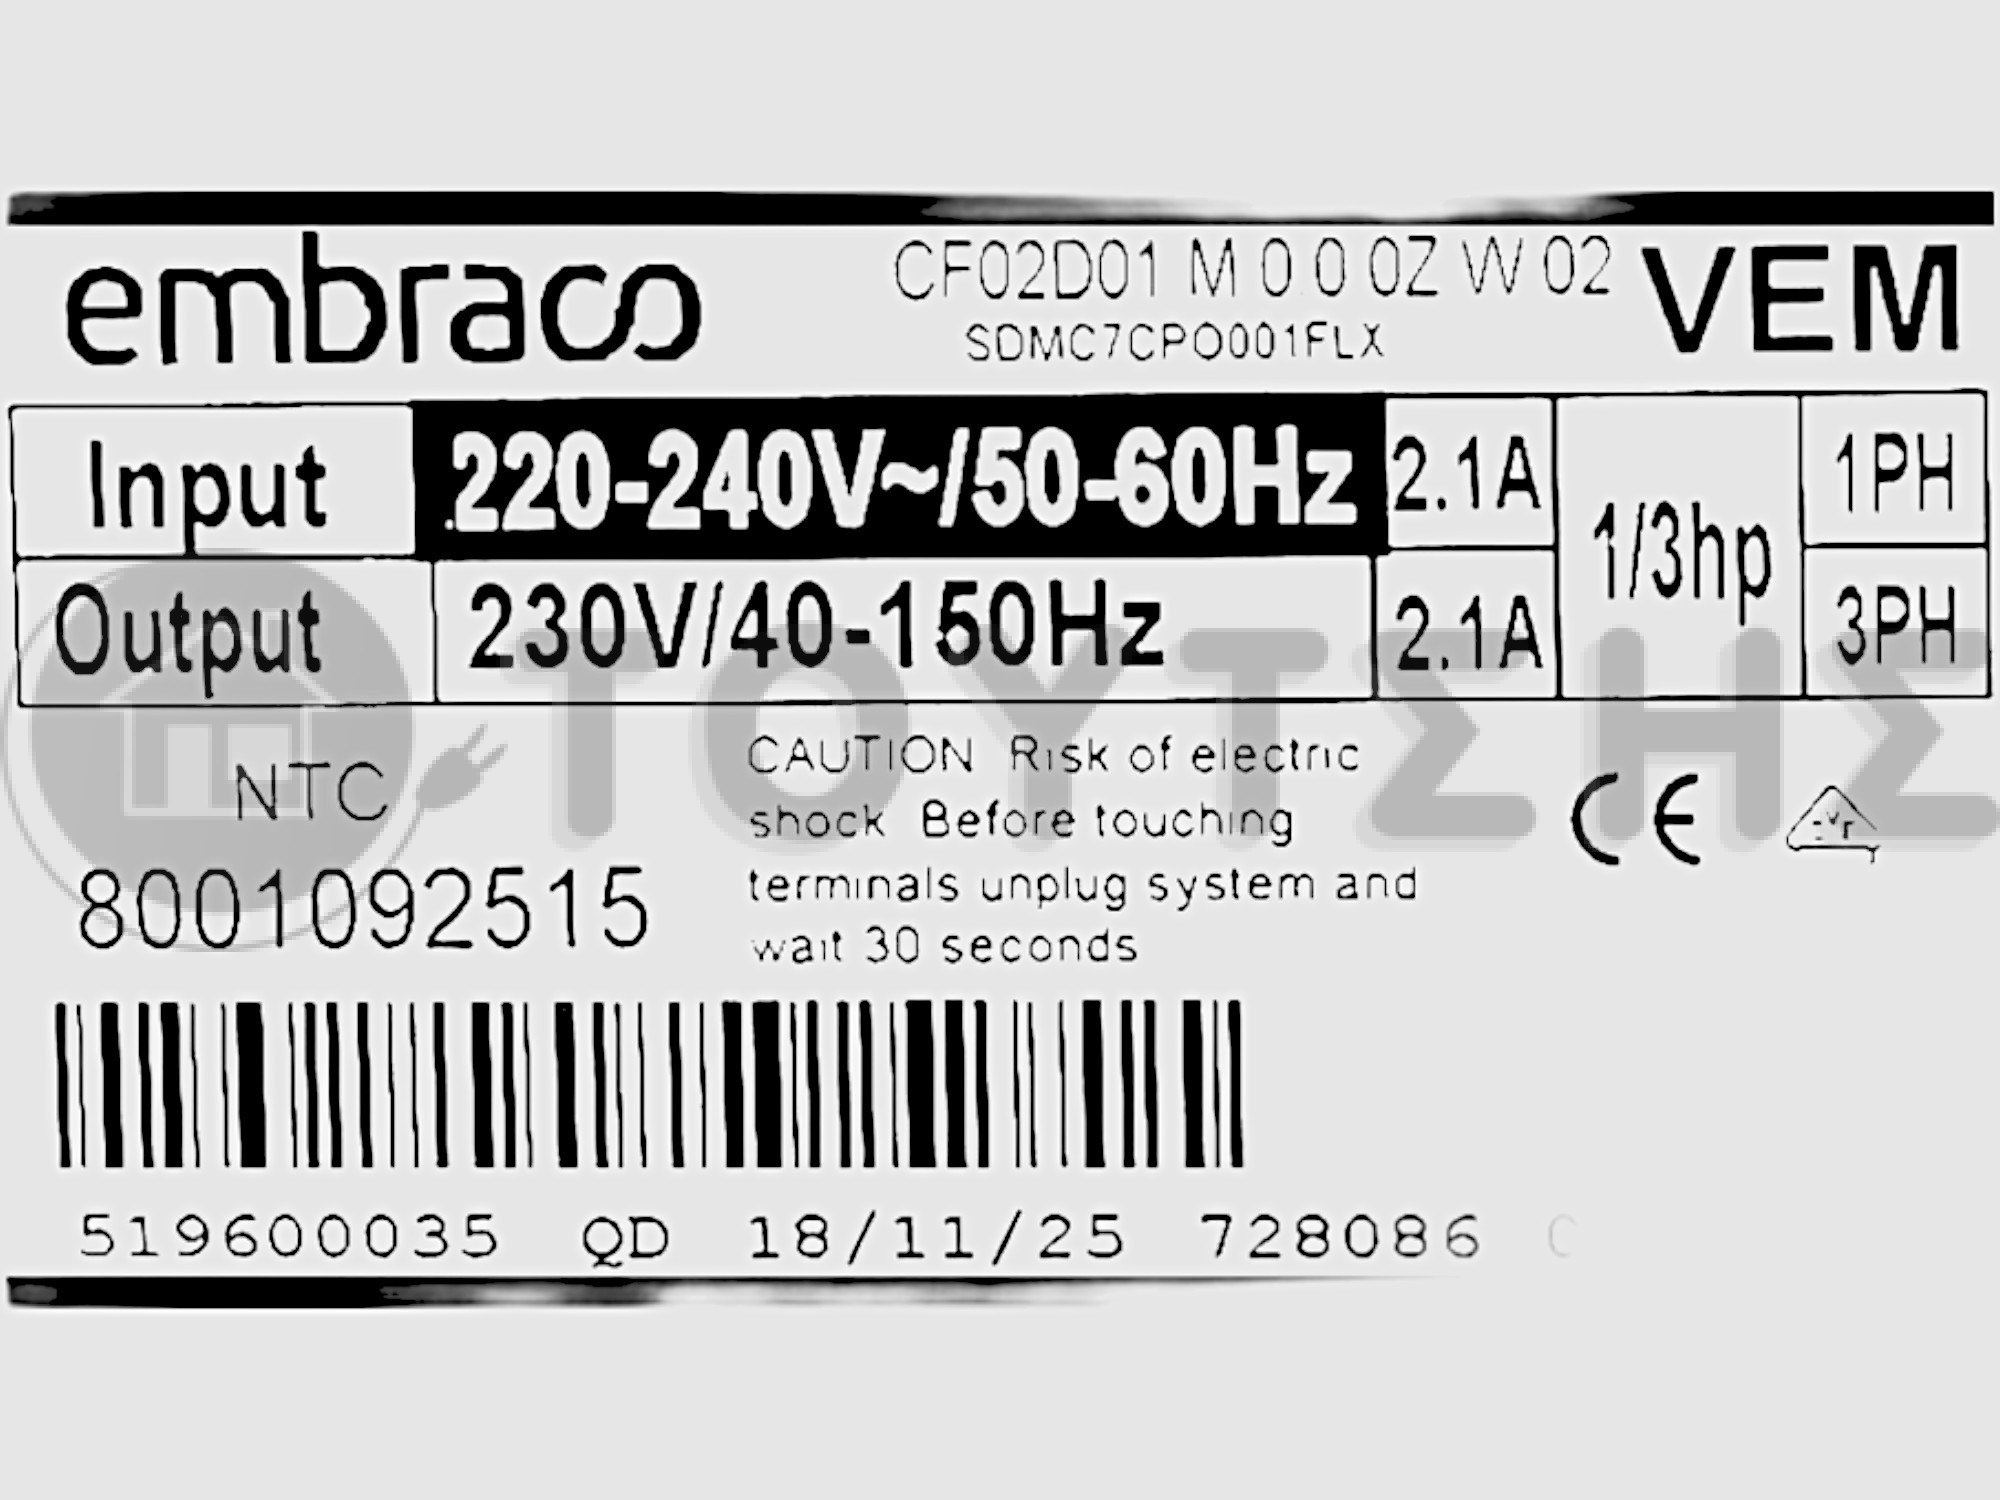 embraco
CF02D01 M 0.0 0Z W 02
VEM
SDMC7CPO001FLX
Input 220-240V~/50-60Hz 2.1A 1/3hp 1PH
Output 230V/40-150Hz 2.1A 3PH
ΤΟΥΤΣΗΣ
NTC
8001092515
CAUTION Risk of electric
shock Before touching
terminals unplug system and
wait 30 seconds
CE
519600035 QD 18/11/25 728086